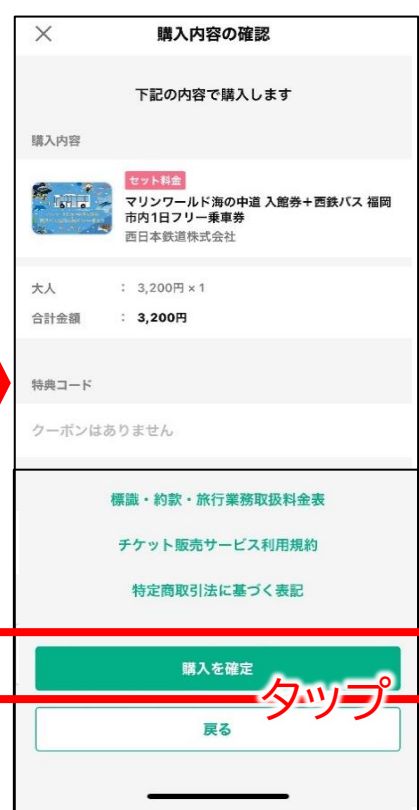 購入内容の確認
下記の内容で購入します
購入内容
セット料金
マリンワールド海の中道 入館券+西鉄バス 福岡
市内1日フリー乗車券
西日本鉄道株式会社
大人 : 3,200円 × 1
合計金額 : 3,200円
特典コード
クーポンはありません
標識・約款・旅行業務取扱料金表
チケット販売サービス利用規約
特定商取引法に基づく表記
購入を確定
タップ
戻る